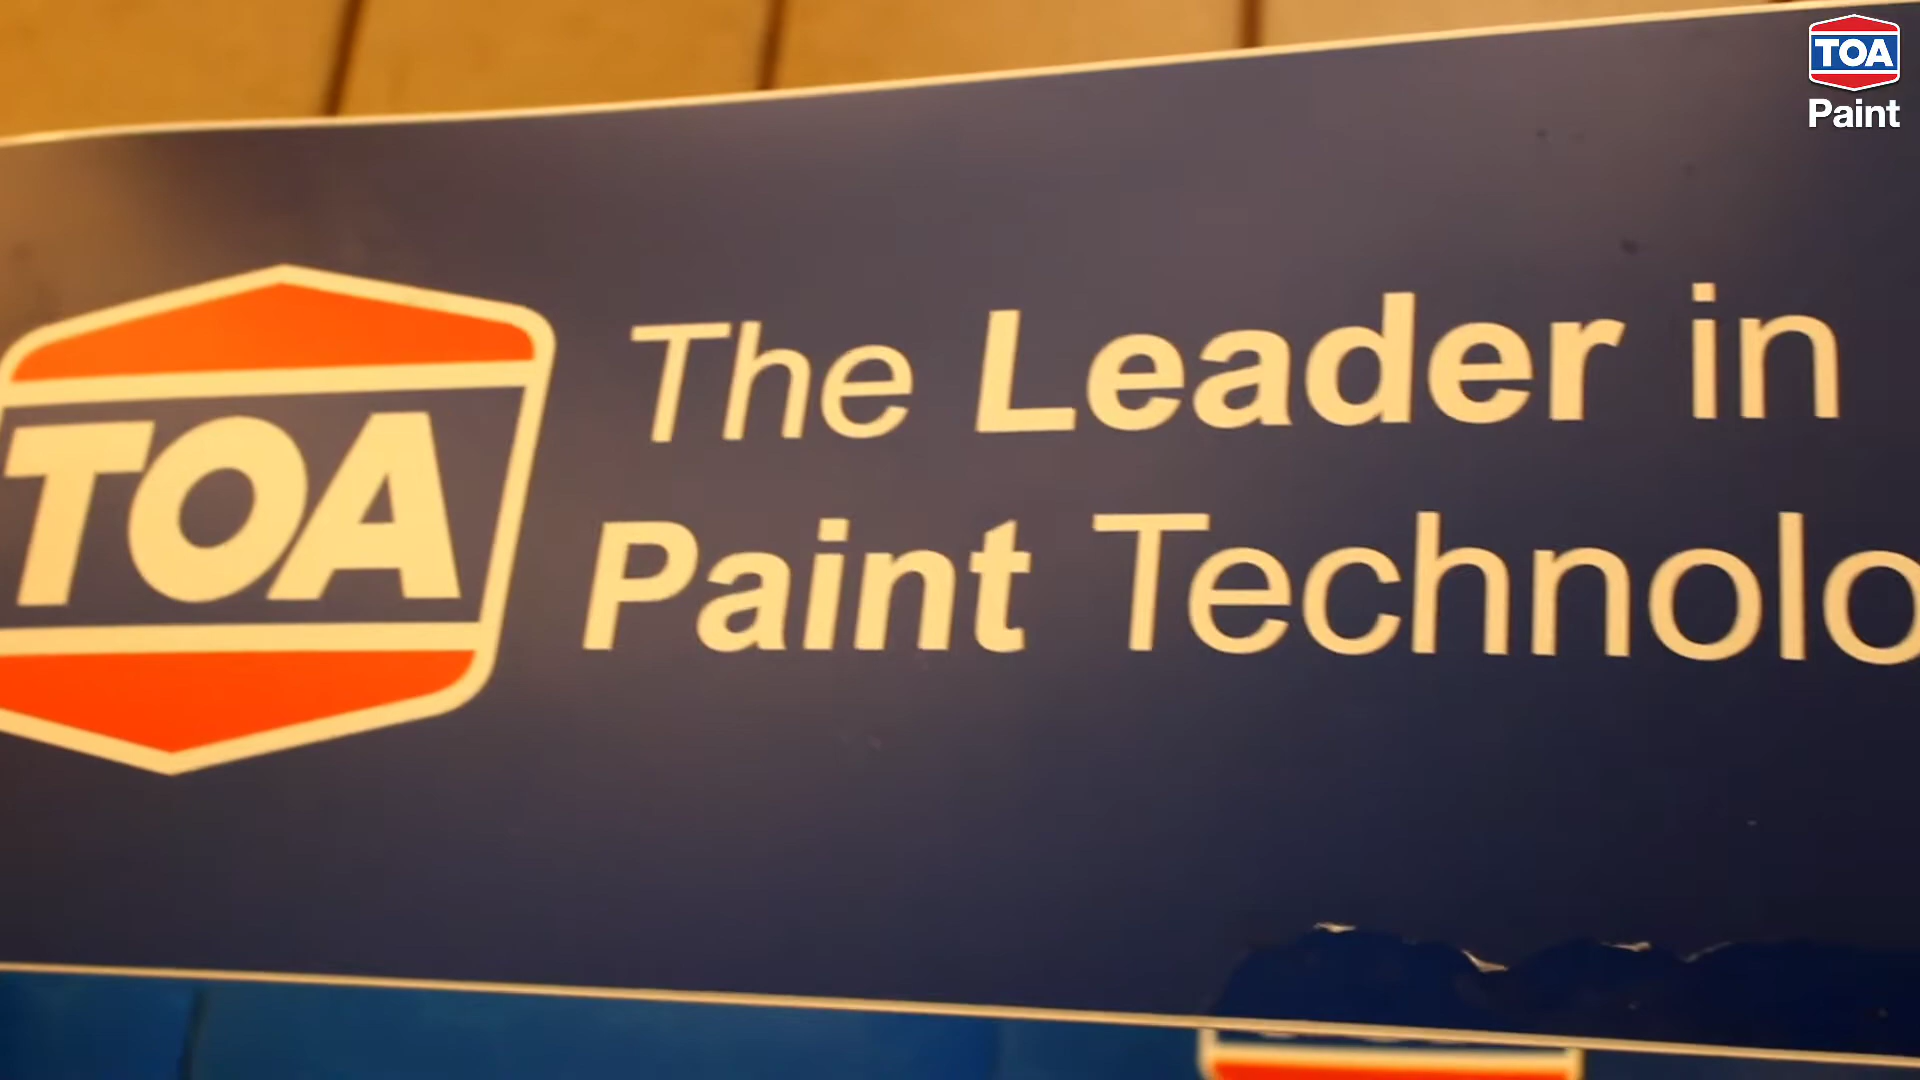 TOA
Paint
TOA
The Leader in
Paint Technolo